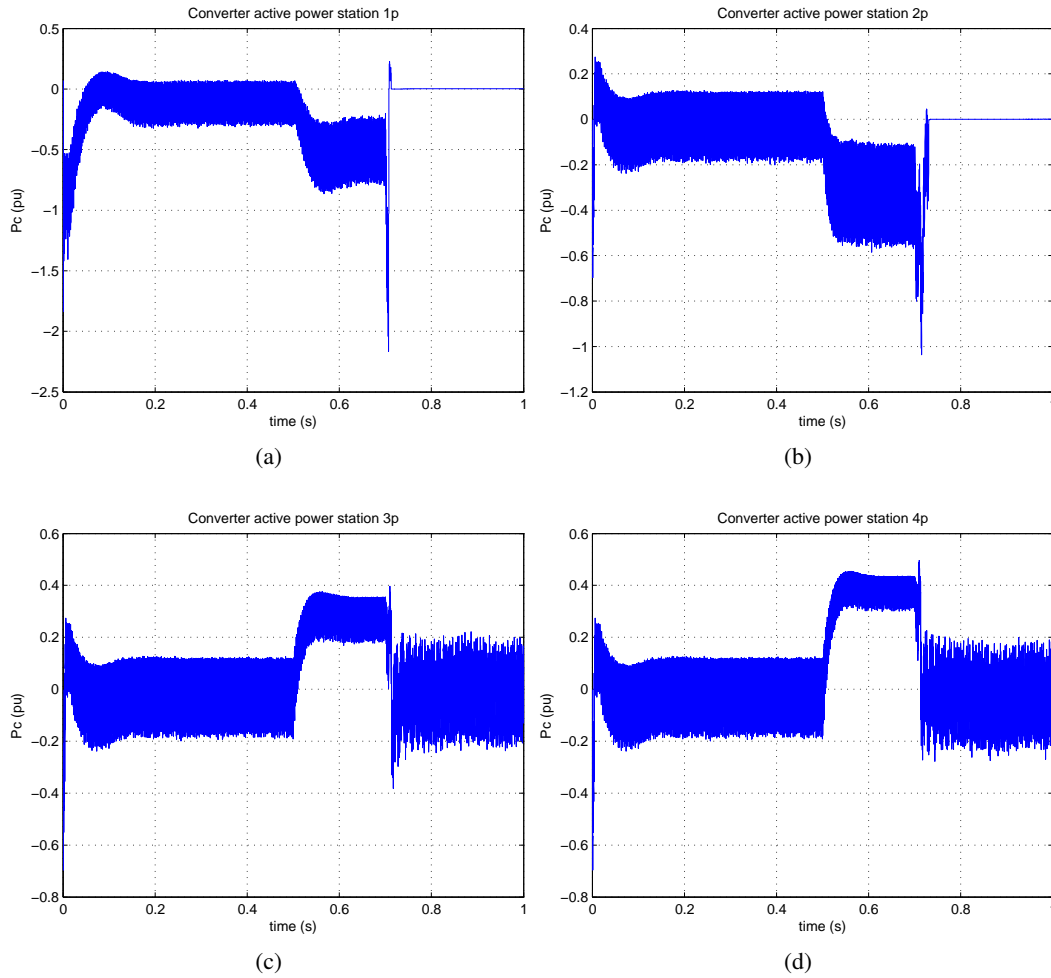 Converter active power station 1p
0.5
0
−0.5
−1
−1.5
−2
−2.5
Pc (pu)
0 0.2 0.4 0.6 0.8 1
time (s)
(a)
Converter active power station 2p
0.4
0.2
0
−0.2
−0.4
−0.6
−0.8
−1
−1.2
Pc (pu)
0 0.2 0.4 0.6 0.8 1
time (s)
(b)
Converter active power station 3p
0.6
0.4
0.2
0
−0.2
−0.4
−0.6
−0.8
Pc (pu)
0 0.2 0.4 0.6 0.8 1
time (s)
(c)
Converter active power station 4p
0.6
0.4
0.2
0
−0.2
−0.4
−0.6
−0.8
Pc (pu)
0 0.2 0.4 0.6 0.8 1
time (s)
(d)